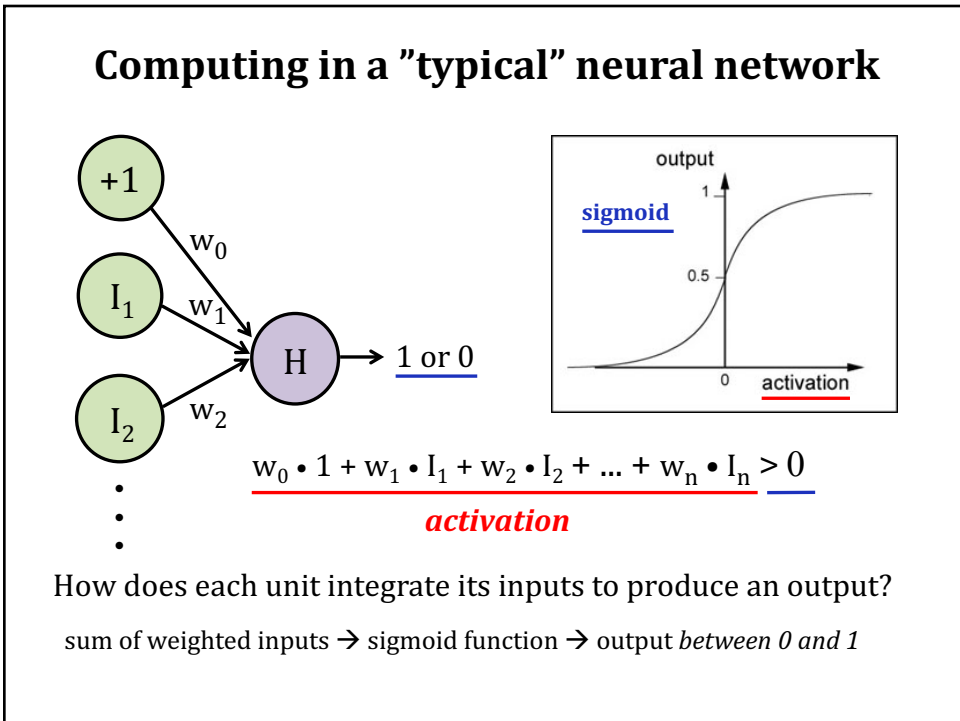 Computing in a ”typical” neural network
+1
w₀
I₁
w₁
I₂
w₂
H
1 or 0
output
1
sigmoid
0.5
0
activation
w₀ • 1 + w₁ • I₁ + w₂ • I₂ + ... + wₙ • Iₙ > 0
activation
How does each unit integrate its inputs to produce an output?
sum of weighted inputs → sigmoid function → output between 0 and 1